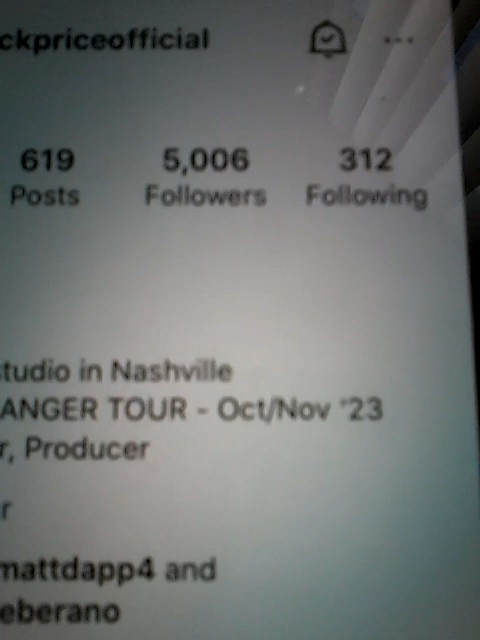 ckpriceofficial
619 5,006 312
Posts Followers Following
tudio in Nashville
ANGER TOUR - Oct/Nov '23
r, Producer
r
mattdapp4 and
eberano